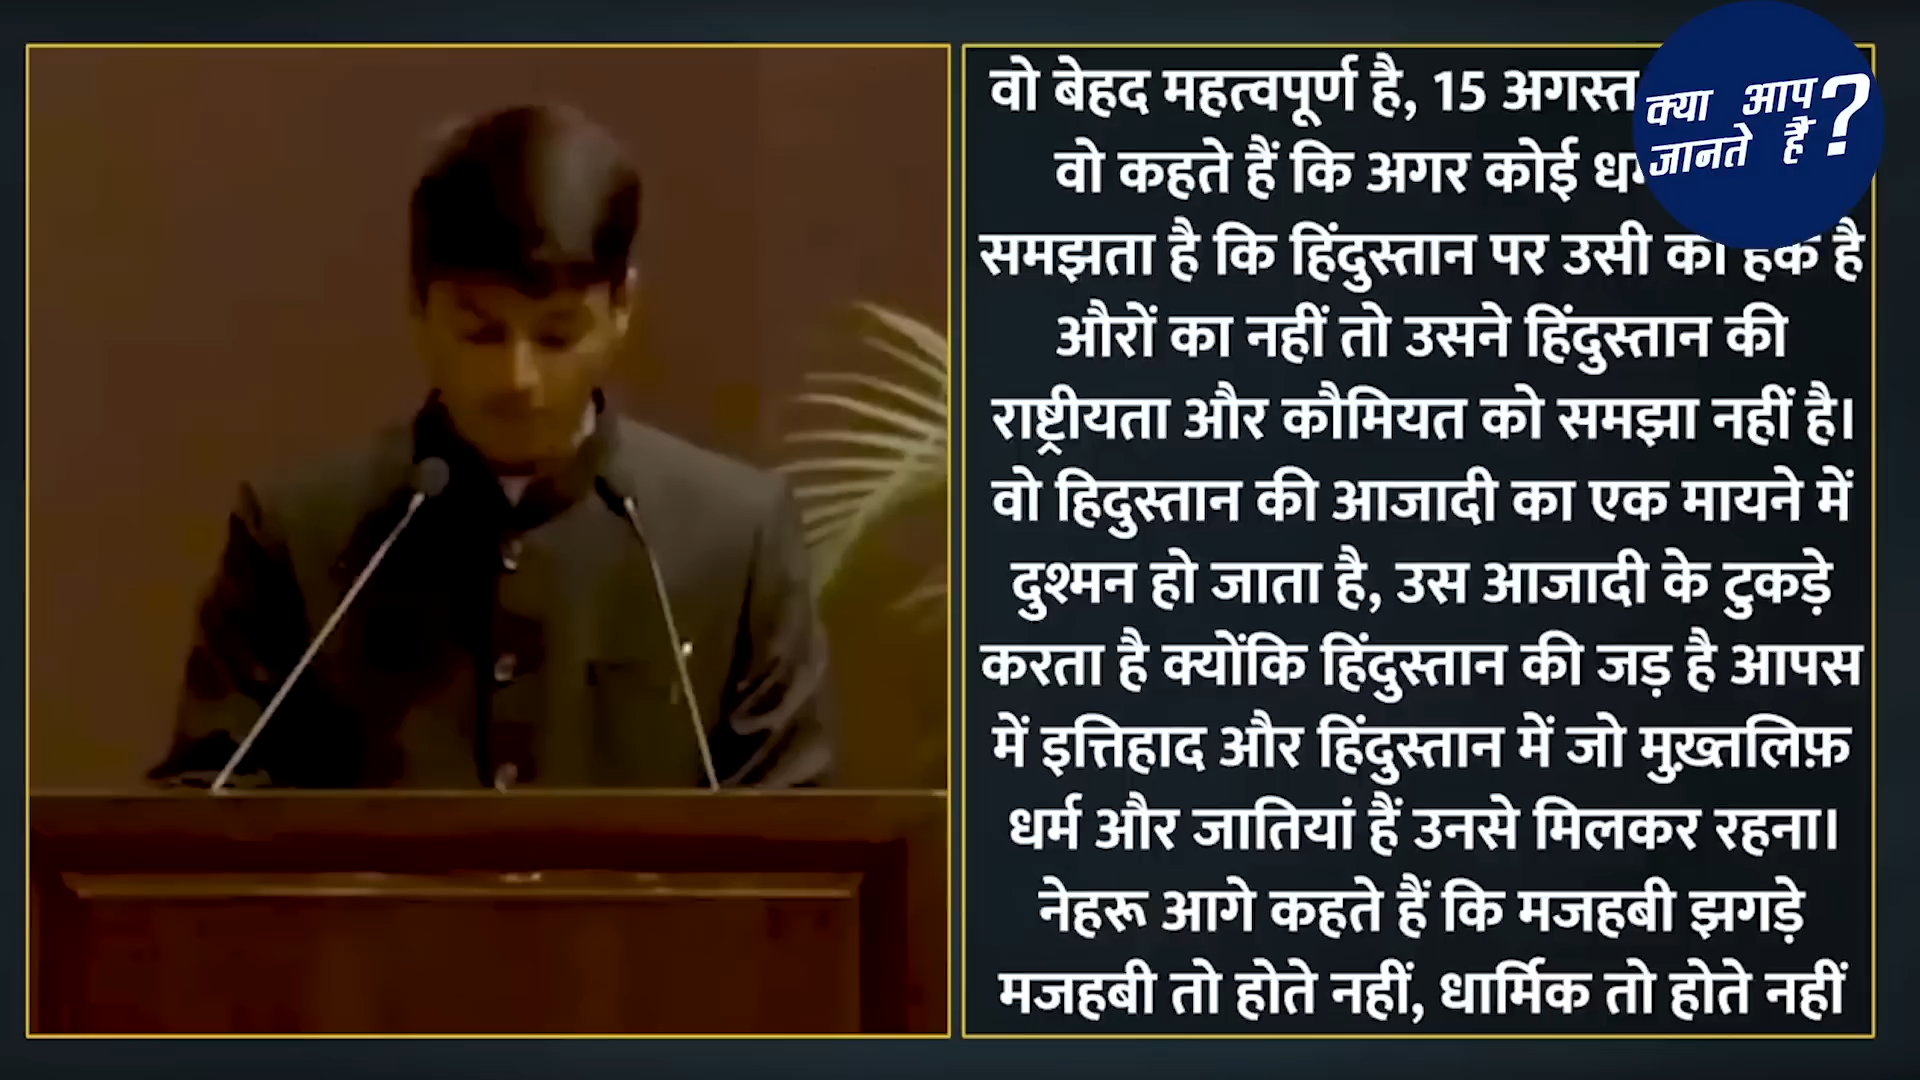 वो बेहद महत्वपूर्ण है, 15 अगस्त
वो कहते हैं कि अगर कोई
समझता है कि हिंदुस्तान पर उसी का हक है
औरों का नहीं तो उसने हिंदुस्तान की
राष्ट्रीयता और कौमियत को समझा नहीं है।
वो हिदुस्तान की आजादी का एक मायने में
दुश्मन हो जाता है, उस आजादी के टुकड़े
करता है क्योंकि हिंदुस्तान की जड़ है आपस
में इत्तिहाद और हिंदुस्तान में जो मुख़्तलिफ़
धर्म और जातियां हैं उनसे मिलकर रहना।
नेहरू आगे कहते हैं कि मजहबी झगड़े
मजहबी तो होते नहीं, धार्मिक तो होते नहीं
क्या आप
जानते हैं?